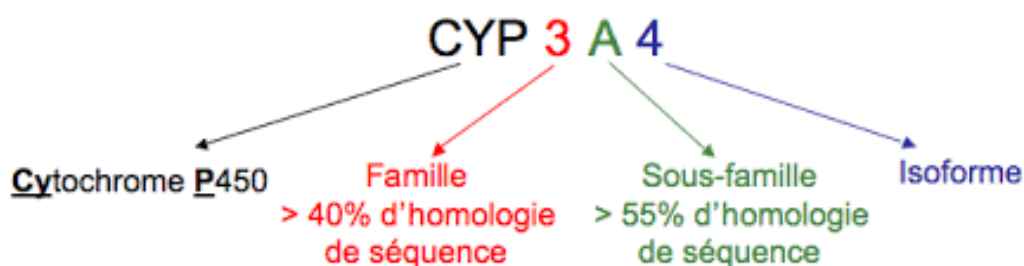 CYP 3 A 4
Cytochrome P450
Famille
> 40% d'homologie
de séquence
Sous-famille
> 55% d'homologie
de séquence
Isoforme